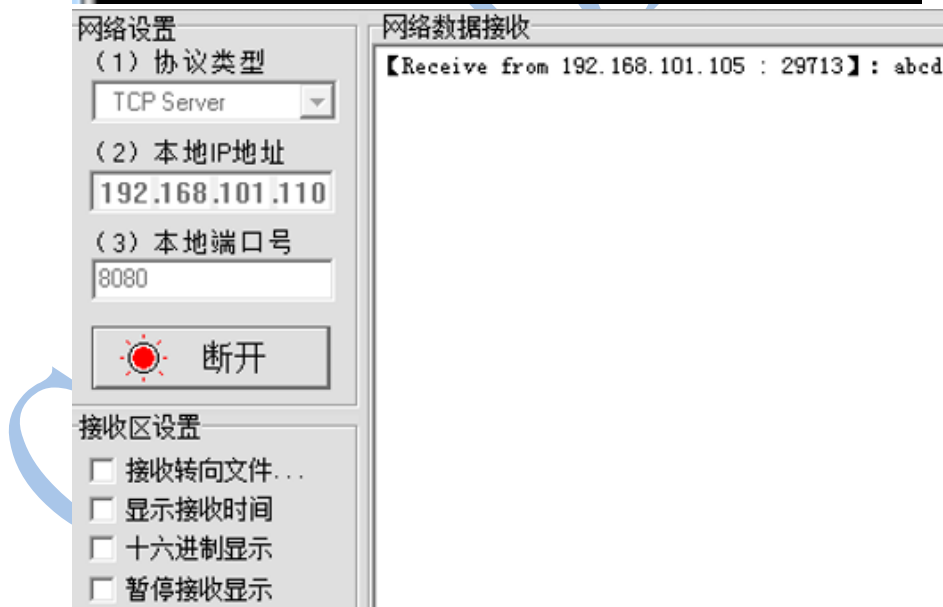 网络设置
(1) 协议类型
TCP Server
(2) 本地IP地址
192.168.101.110
(3) 本地端口号
8080
断开
接收区设置
接收转向文件...
显示接收时间
十六进制显示
暂停接收显示
网络数据接收
【Receive from 192.168.101.105 : 29713】: abcd